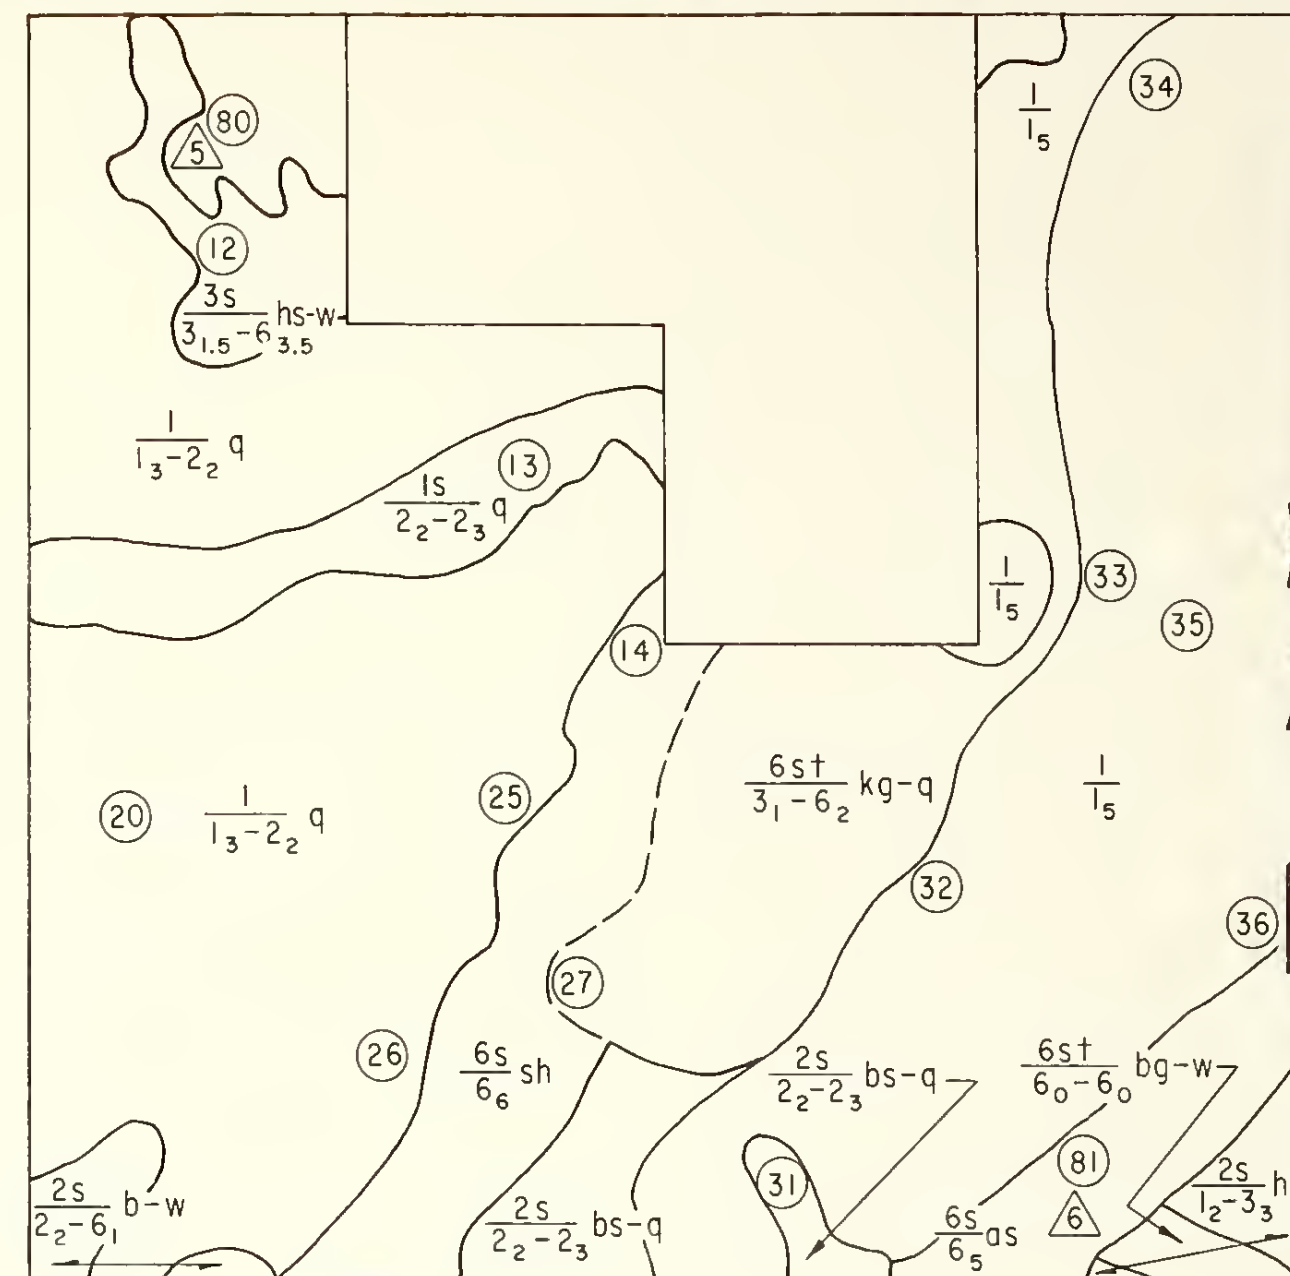 34
1
1₅
80
5
12
3s
3₁.₅-6₃.₅ hs-w
1
1₃-2₂ q
13
1s
2₂-2₃ q
1
1₅
33
35
14
6st
3₁-6₂ kg-q
1
1₅
25
20
1
1₃-2₂ q
32
36
27
26
6s
6₆ sh
2s
2₂-2₃ bs-q
6st
6₀-6₀ bg-w
81
31
2s
1₂-3₃ h
2s
2₂-6₁ b-w
2s
2₂-2₃ bs-q
6s
6₅ as
6